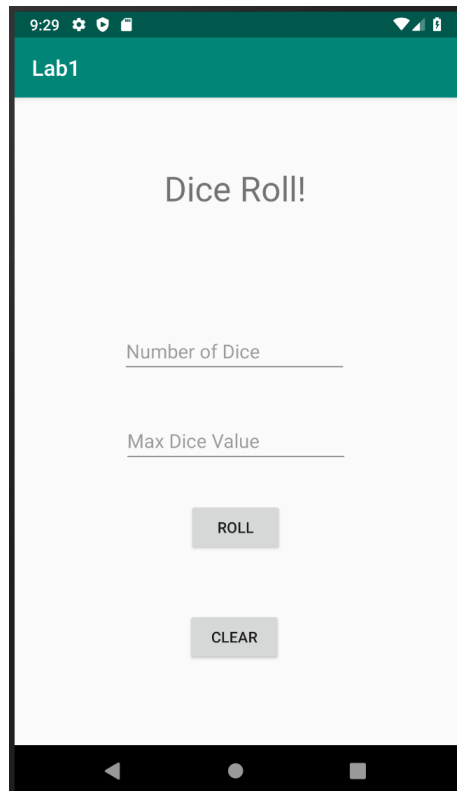 9:29
Lab1
Dice Roll!
Number of Dice
Max Dice Value
ROLL
CLEAR